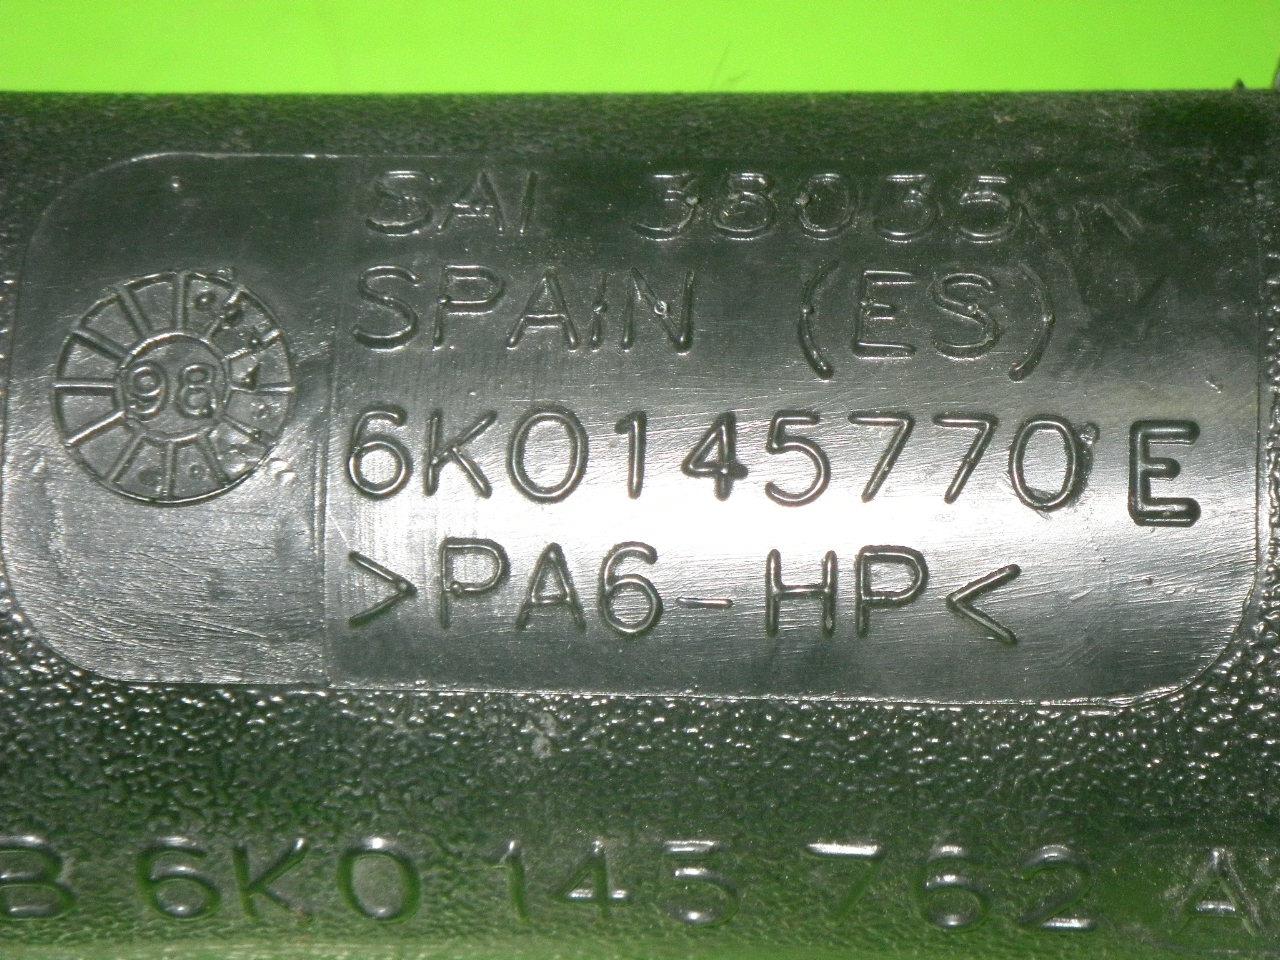 SAI 38035
SPAIN (ES)
98
6K0145770 E
>PA6-HP<
B 6K0 145 762 A